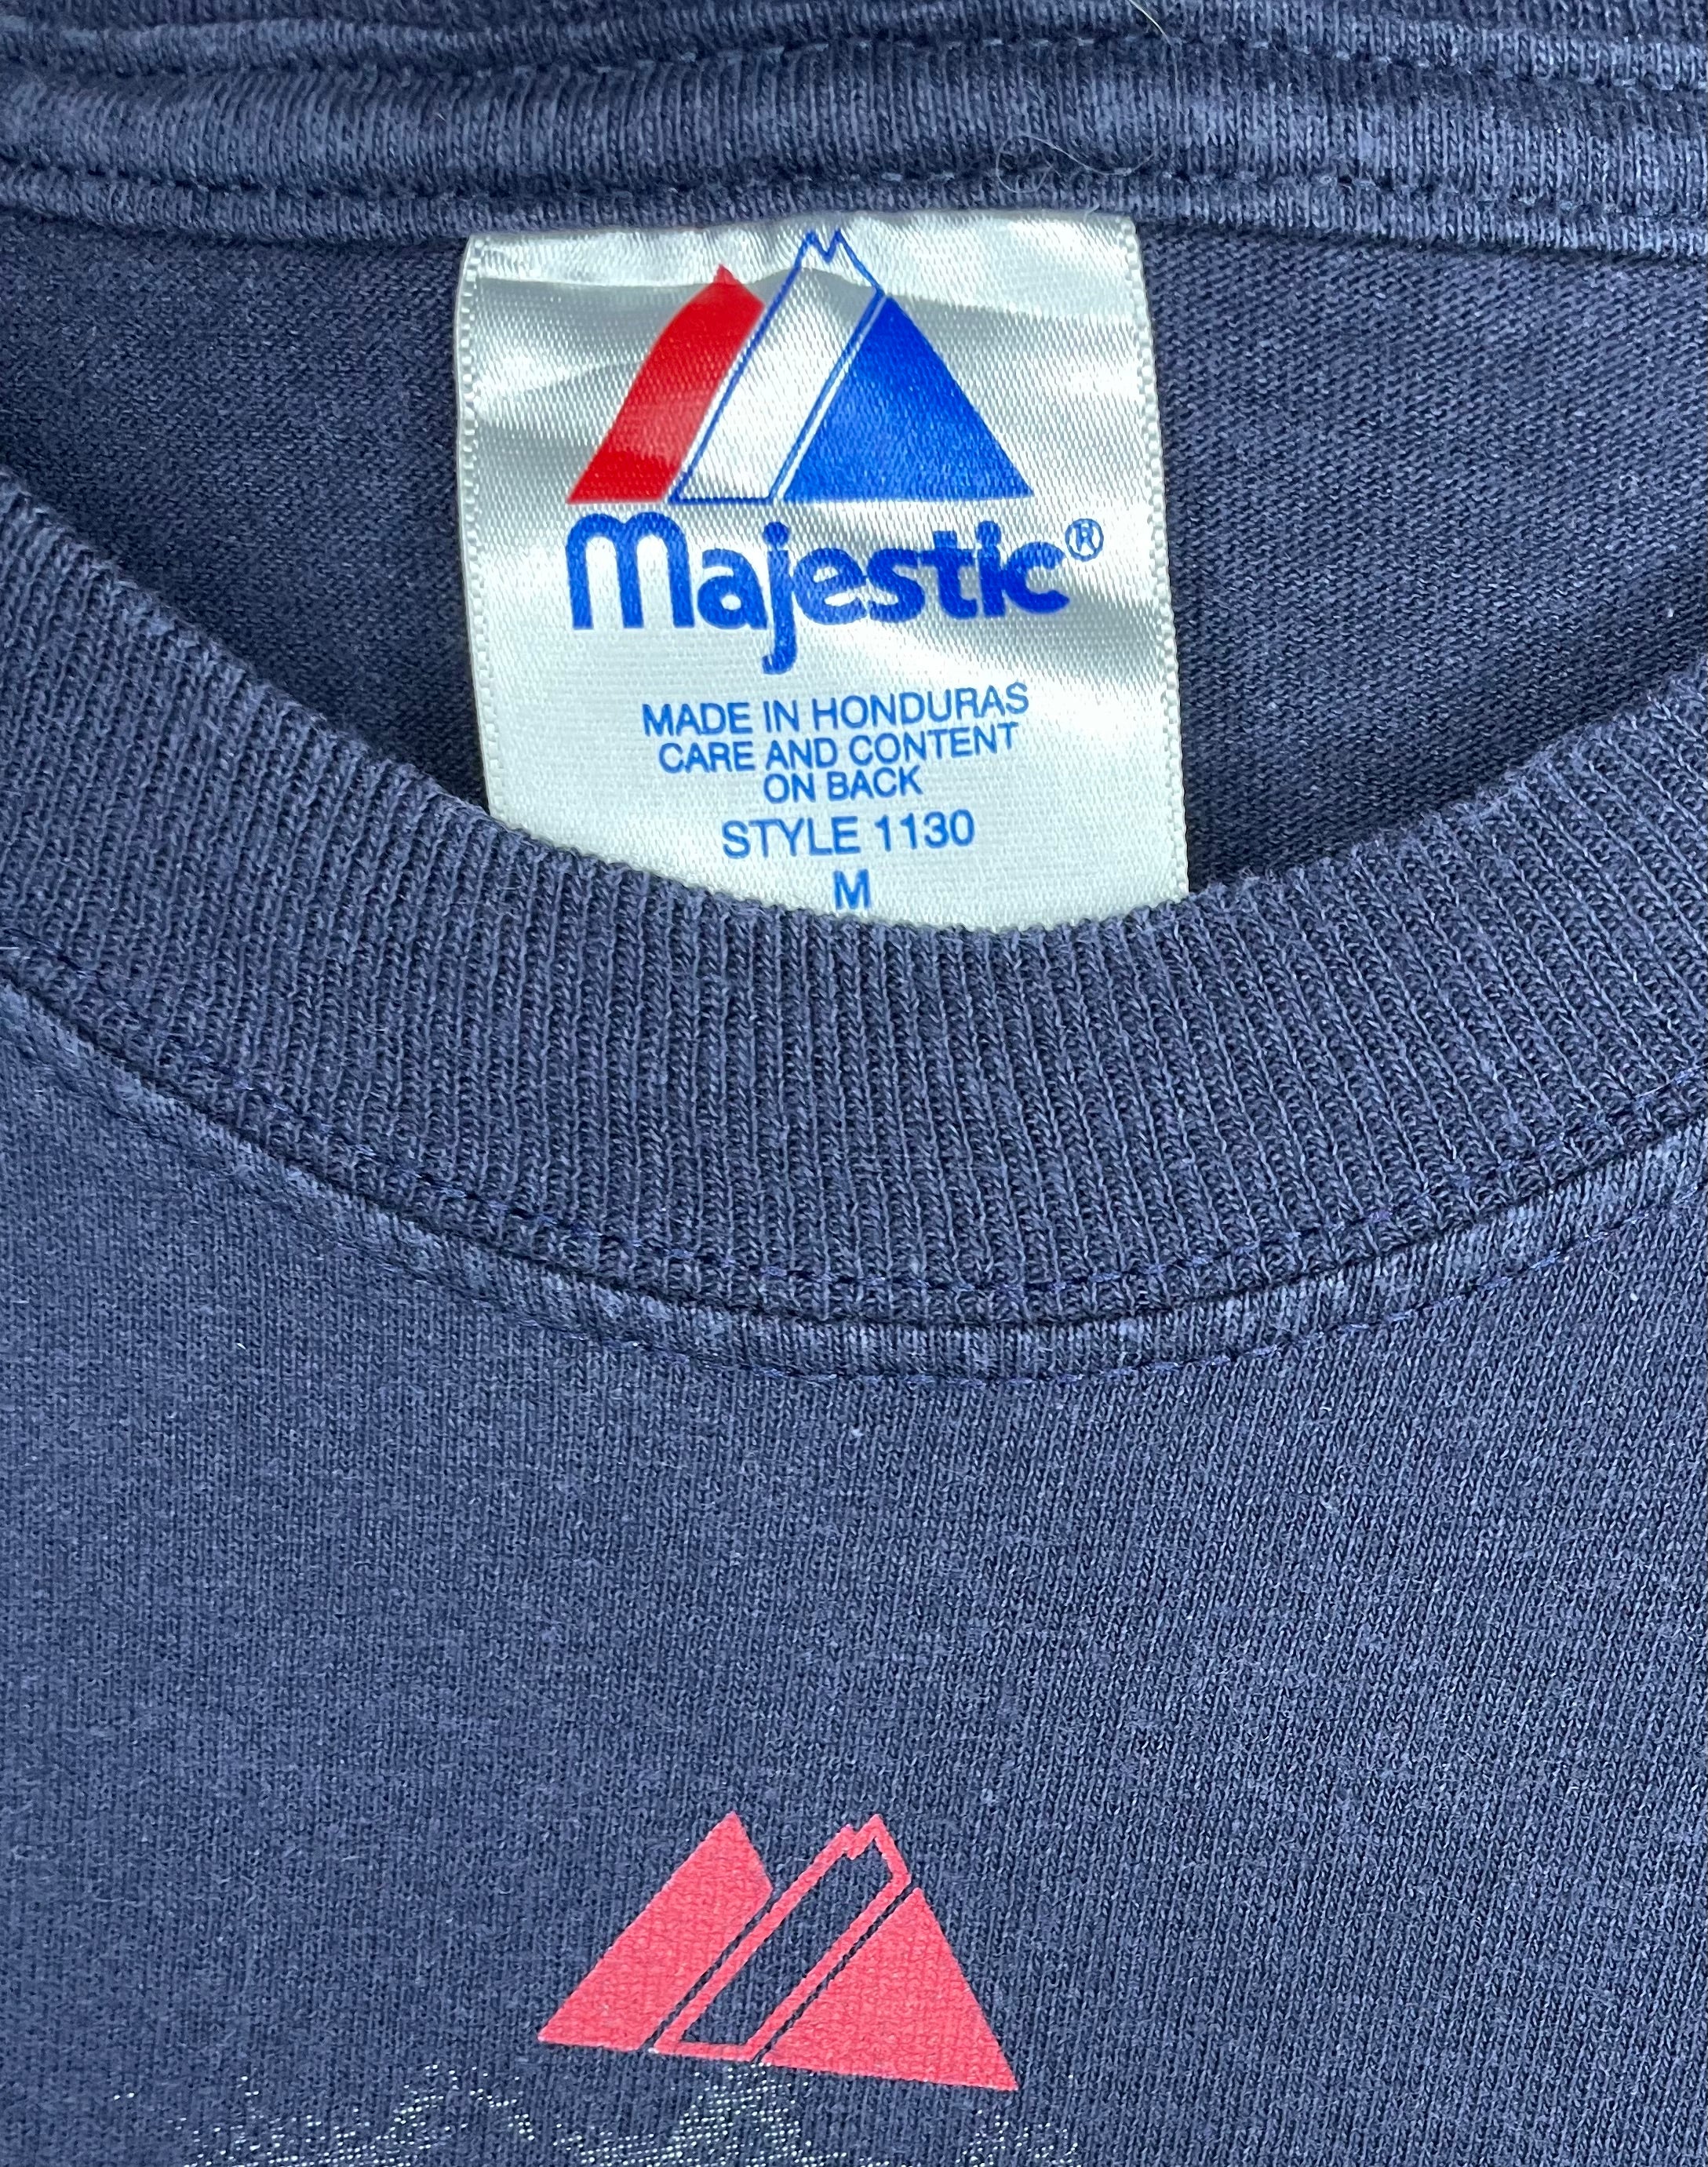 Majestic®
MADE IN HONDURAS
CARE AND CONTENT
ON BACK
STYLE 1130
M